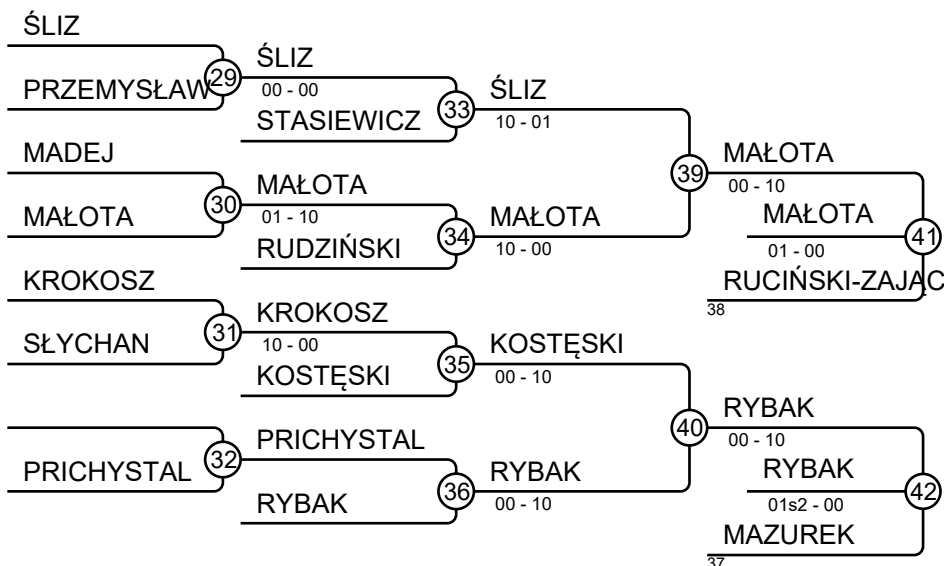 ŚLIZ
PRZEMYSŁAW
29
ŚLIZ
00 - 00
STASIEWICZ
33
ŚLIZ
10 - 01
MADEJ
MAŁOTA
30
MAŁOTA
01 - 10
RUDZIŃSKI
34
MAŁOTA
10 - 00
39
MAŁOTA
00 - 10
MAŁOTA
01 - 00
41
RUCIŃSKI-ZAJĄC
38
KROKOSZ
SŁYCHAN
31
KROKOSZ
10 - 00
KOSTĘSKI
35
KOSTĘSKI
00 - 10
PRICHYSTAL
32
PRICHYSTAL
RYBAK
36
RYBAK
00 - 10
40
RYBAK
00 - 10
RYBAK
01s2 - 00
42
MAZUREK
37